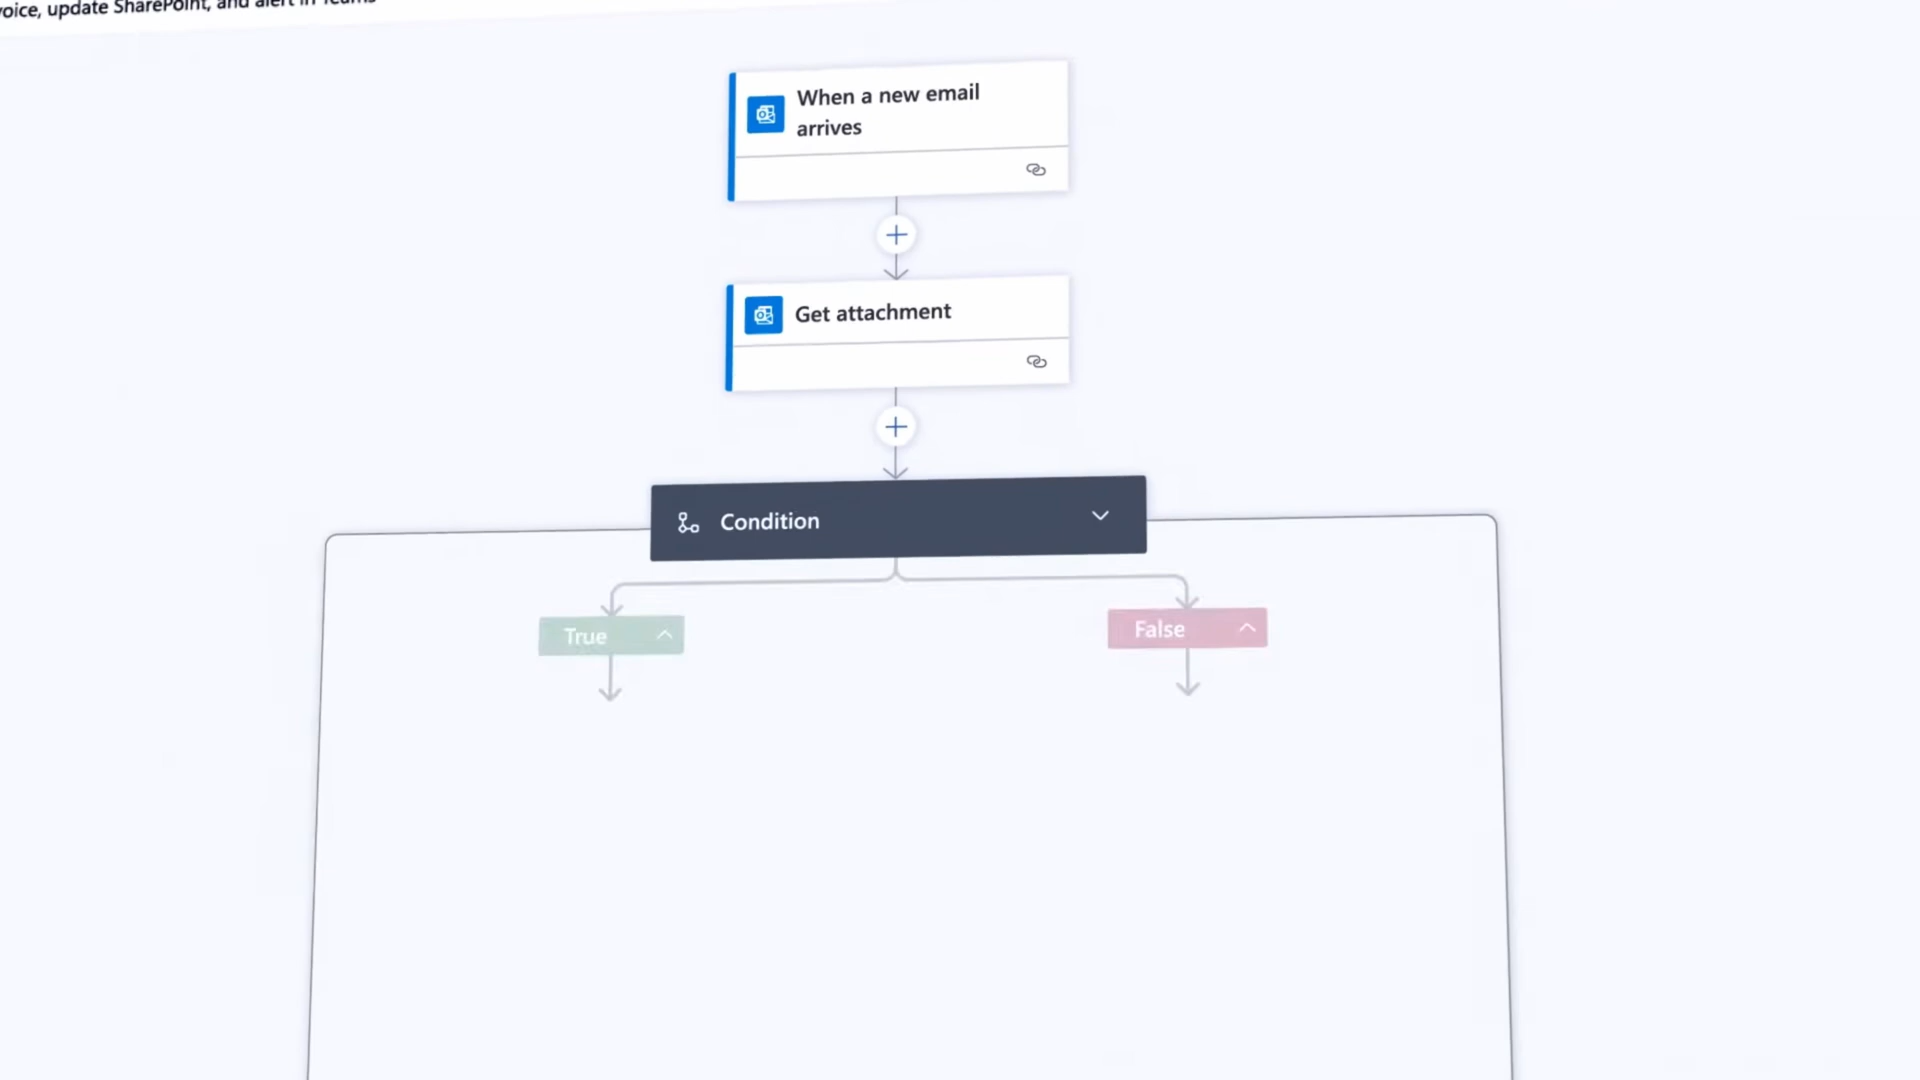 voice, update SharePoint, and alert in Teams
When a new email
arrives
Get attachment
Condition
True
False